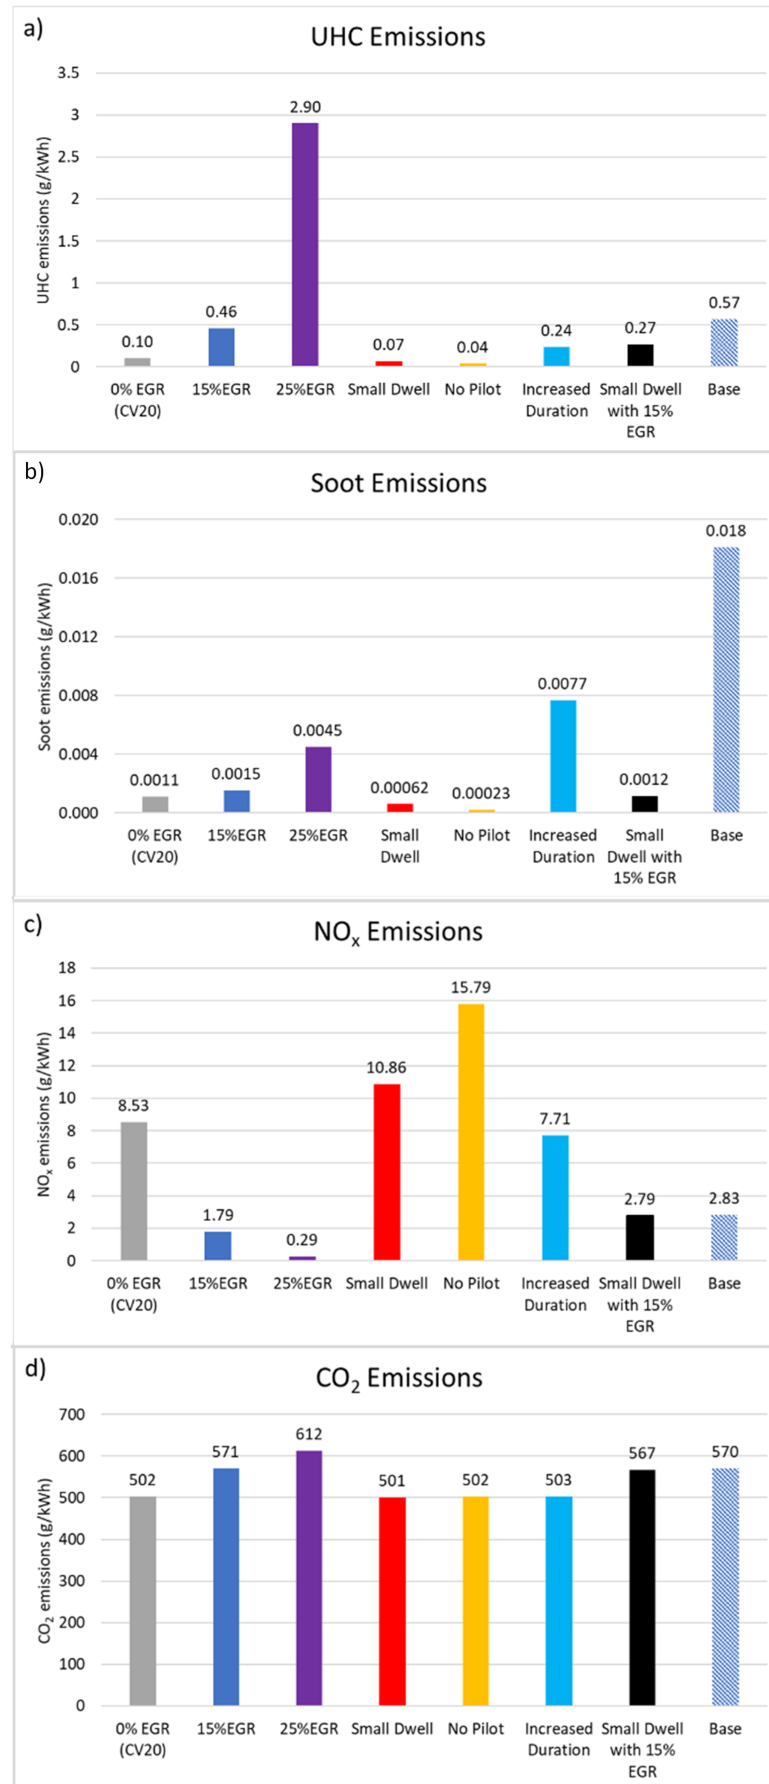 a)
UHC Emissions
UHC emissions (g/kWh)
3.5
3
2.5
2
1.5
1
0.5
0
0.10
0.46
2.90
0.07
0.04
0.24
0.27
0.57
0% EGR 15%EGR 25%EGR Small Dwell No Pilot Increased Small Dwell Base
(CV20) Duration with 15%
EGR
b)
Soot Emissions
Soot emissions (g/kWh)
0.020
0.016
0.012
0.008
0.004
0.000
0.0011
0.0015
0.0045
0.00062
0.00023
0.0077
0.0012
0.018
0% EGR 15%EGR 25%EGR Small No Pilot Increased Small Base
(CV20) Dwell Duration Dwell with
15% EGR
c)
NOx Emissions
NOx emissions (g/kWh)
18
16
14
12
10
8
6
4
2
0
8.53
1.79
0.29
10.86
15.79
7.71
2.79
2.83
0% EGR 15%EGR 25%EGR Small Dwell No Pilot Increased Small Dwell Base
(CV20) Duration with 15%
EGR
d)
CO2 Emissions
CO2 emissions (g/kWh)
700
600
500
400
300
200
100
0
502
571
612
501
502
503
567
570
0% EGR 15%EGR 25%EGR Small Dwell No Pilot Increased Small Dwell Base
(CV20) Duration with 15%
EGR